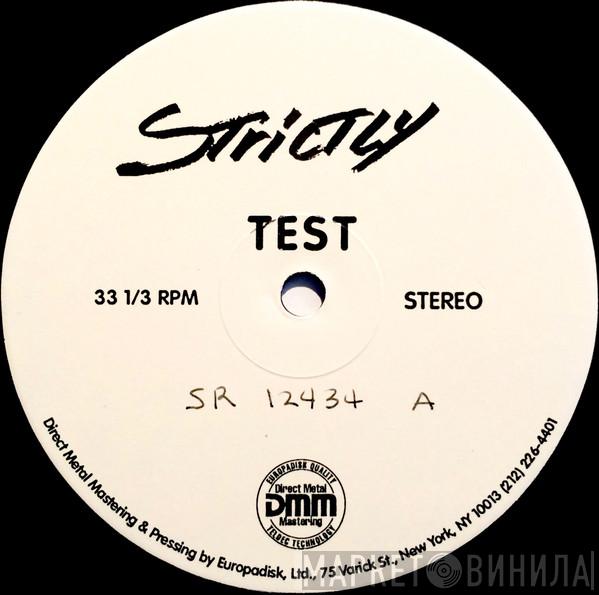 Strictly
TEST
33 1/3 RPM
STEREO
SR 12434 A
EUROPADISK QUALITY
Direct Metal
DMM
Mastering
TELDEC TECHNOLOGY
Direct Metal Mastering & Pressing by Europadisk, Ltd., 75 Varick St., New York, NY 10013 (212) 226-4401
МАРКЕТ ВИНИЛА